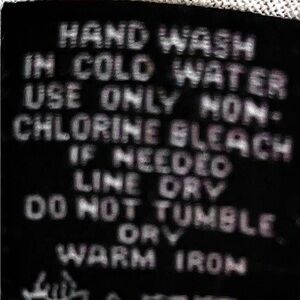 HAND WASH
IN COLD WATER
USE ONLY NON-
CHLORINE BLEACH
IF NEEDED
LINE DRY
DO NOT TUMBLE
DRY
WARM IRON